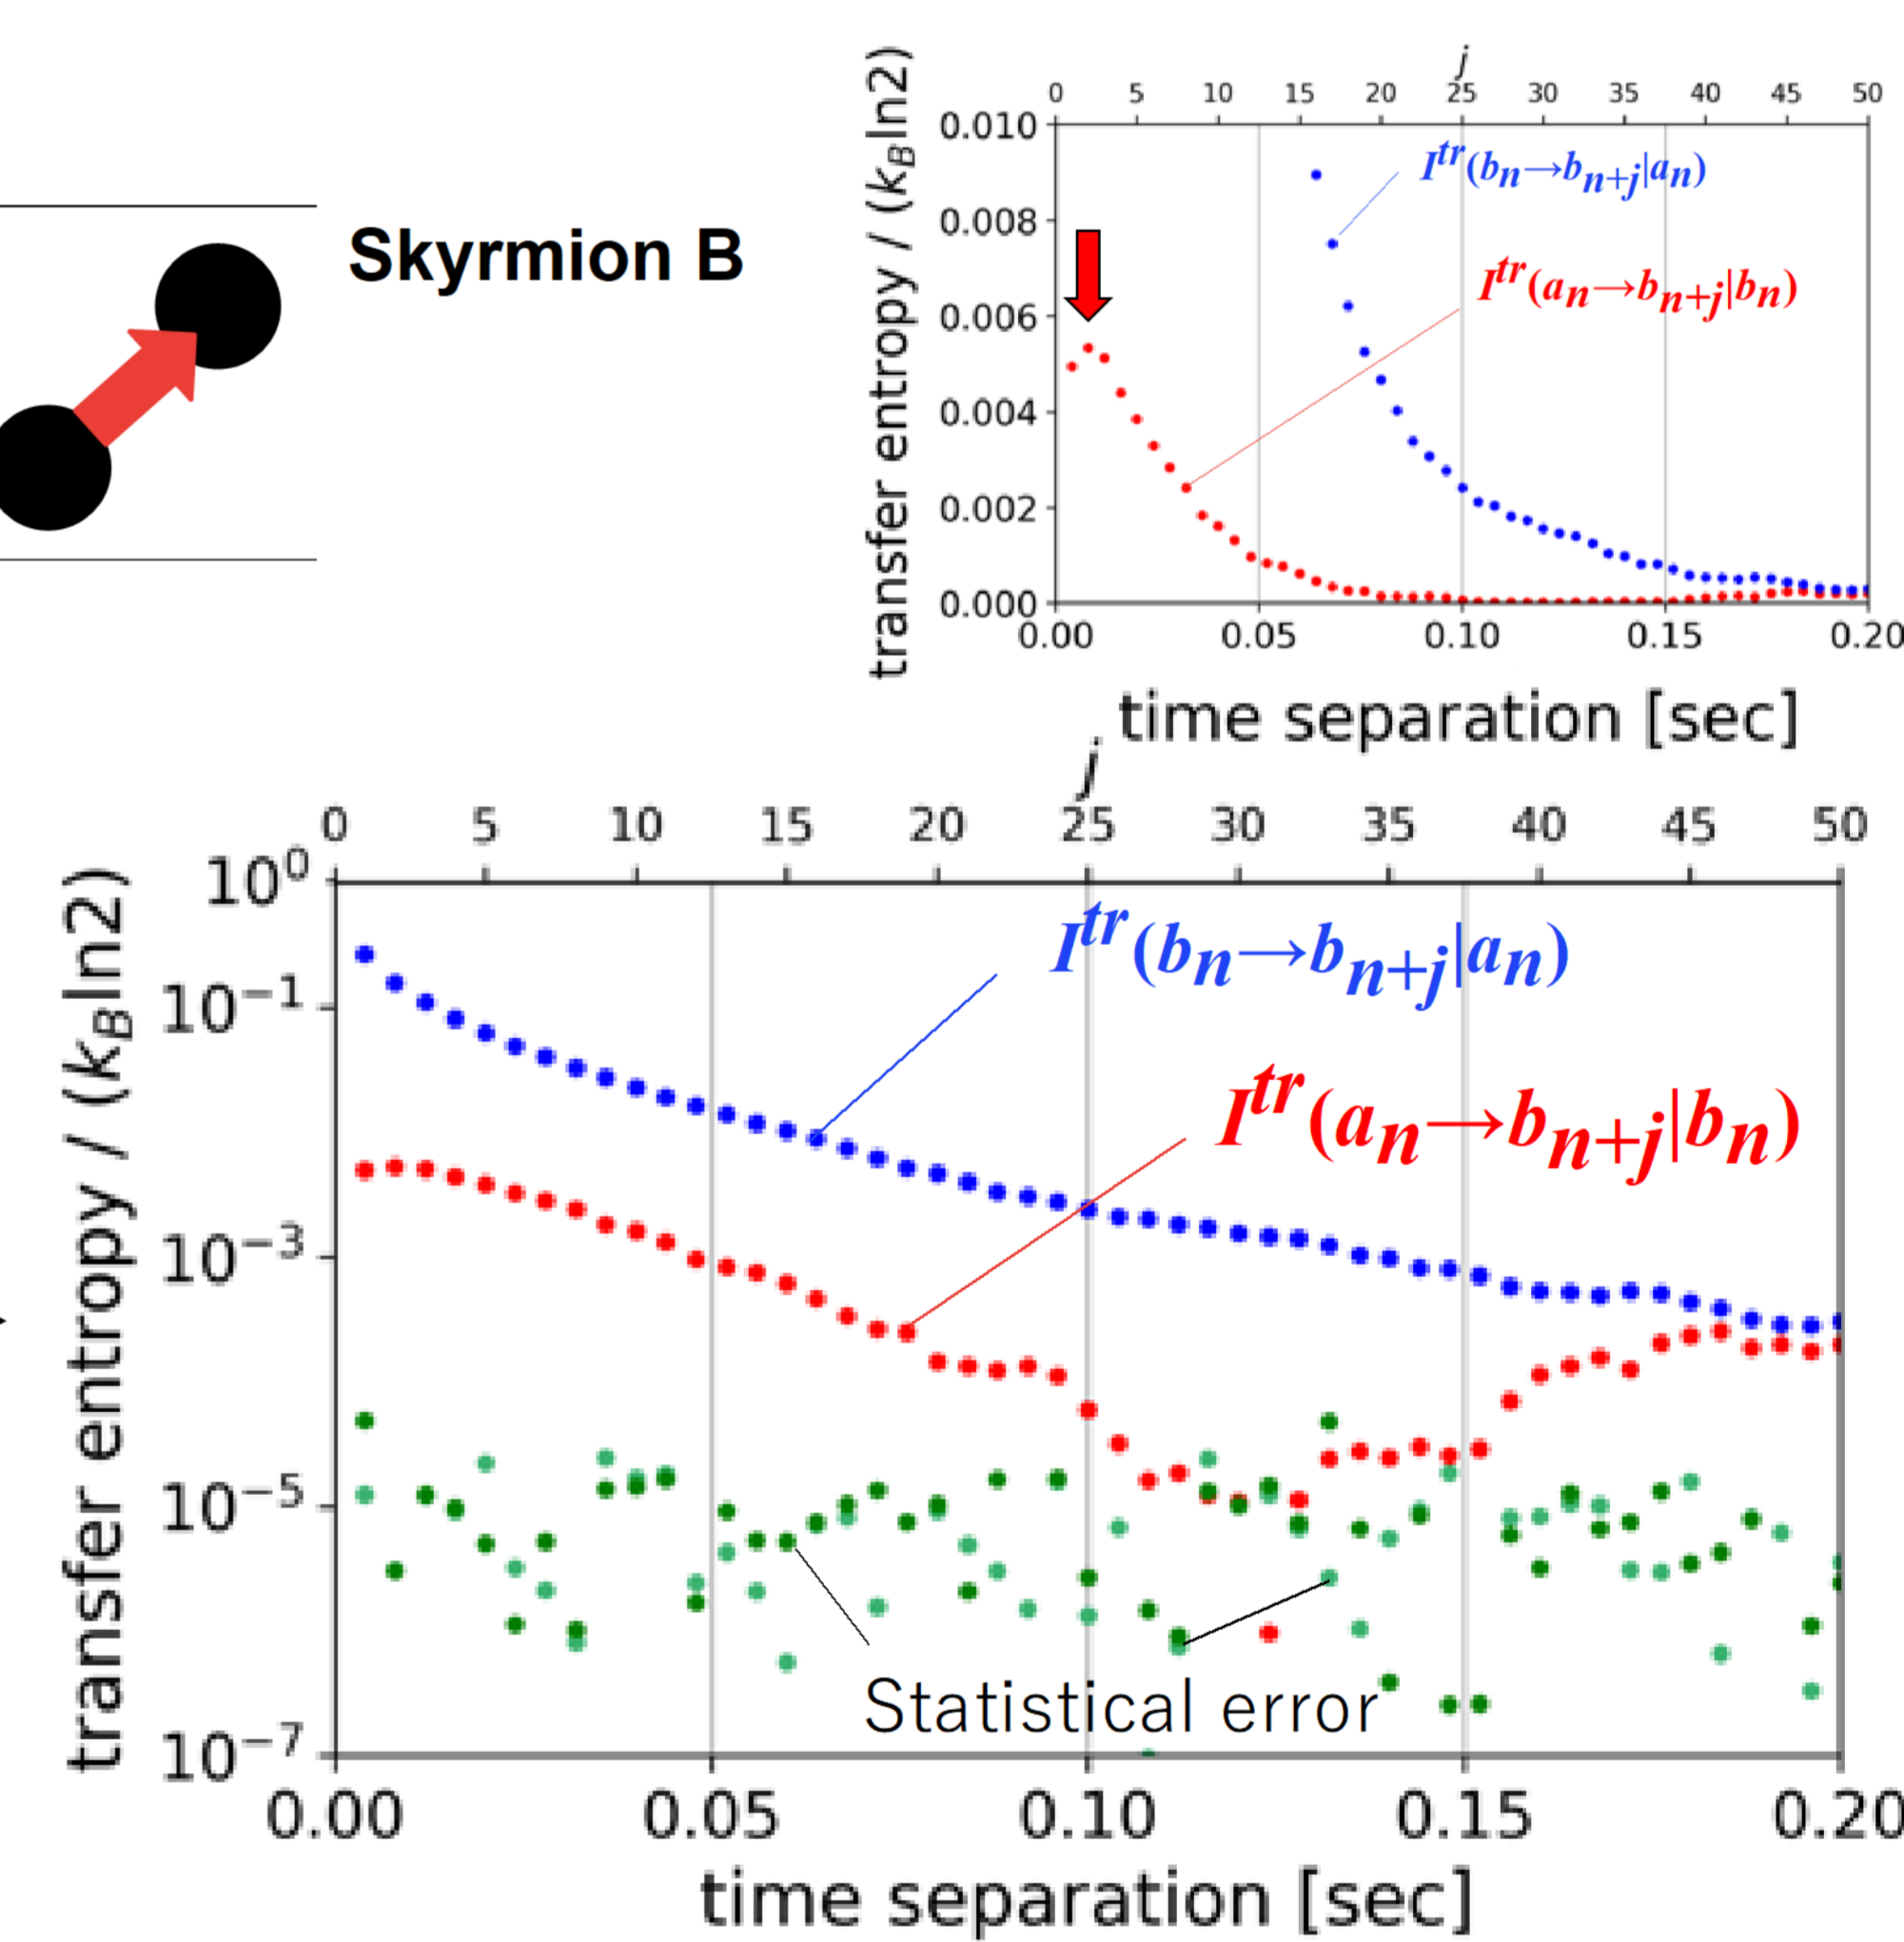 Skyrmion B
j
0 5 10 15 20 25 30 35 40 45 50
transfer entropy / (k_B ln2)
0.010
0.008
0.006
0.004
0.002
0.000
I^tr(b_n→b_{n+j}|a_n)
I^tr(a_n→b_{n+j}|b_n)
0.00 0.05 0.10 0.15 0.20
time separation [sec]
j
0 5 10 15 20 25 30 35 40 45 50
transfer entropy / (k_B ln2)
10^0
10^−1
10^−3
10^−5
10^−7
I^tr(b_n→b_{n+j}|a_n)
I^tr(a_n→b_{n+j}|b_n)
Statistical error
0.00 0.05 0.10 0.15 0.20
time separation [sec]